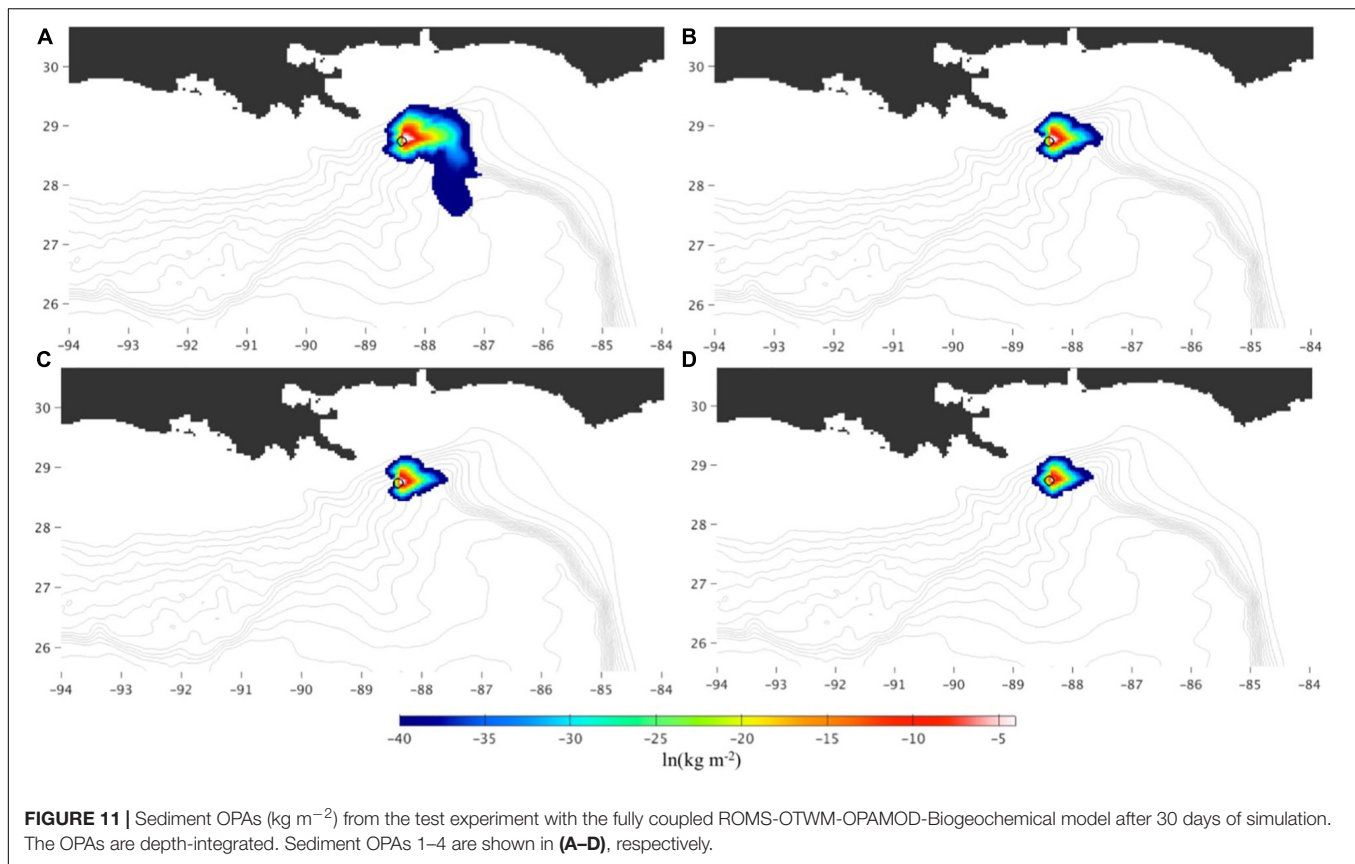 A
B
30
29
28
27
26
−94 −93 −92 −91 −90 −89 −88 −87 −86 −85 −84
30
29
28
27
26
−94 −93 −92 −91 −90 −89 −88 −87 −86 −85 −84
C
D
30
29
28
27
26
−94 −93 −92 −91 −90 −89 −88 −87 −86 −85 −84
30
29
28
27
26
−94 −93 −92 −91 −90 −89 −88 −87 −86 −85 −84
−40 −35 −30 −25 −20 −15 −10 −5
ln(kg m⁻²)
FIGURE 11 | Sediment OPAs (kg m⁻²) from the test experiment with the fully coupled ROMS-OTWM-OPAMOD-Biogeochemical model after 30 days of simulation.
The OPAs are depth-integrated. Sediment OPAs 1–4 are shown in (A–D), respectively.